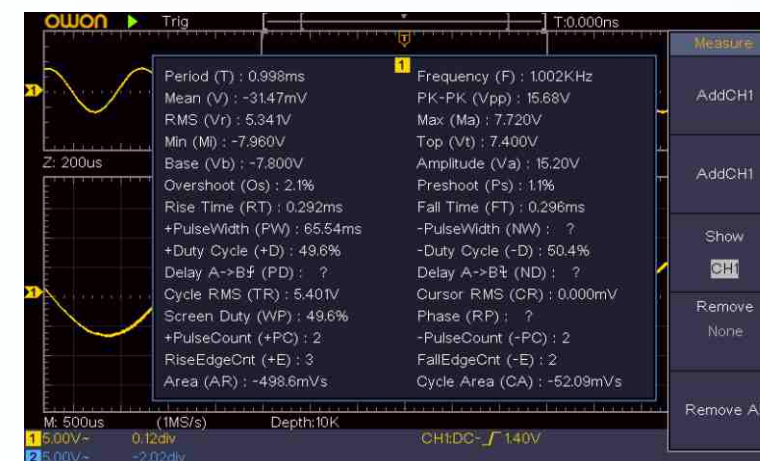 OWON Trig T:0.000ns
T
Measure
1
Period (T) : 0.998ms Frequency (F) : 1.002KHz
Mean (V) : -31.47mV PK-PK (Vpp) : 15.68V
RMS (Vr) : 5.341V Max (Ma) : 7.720V
Min (Mi) : -7.960V Top (Vt) : 7.400V
Base (Vb) : -7.800V Amplitude (Va) : 15.20V
Overshoot (Os) : 2.1% Preshoot (Ps) : 1.1%
Rise Time (RT) : 0.292ms Fall Time (FT) : 0.296ms
+PulseWidth (PW) : 65.54ms -PulseWidth (NW) : ?
+Duty Cycle (+D) : 49.6% -Duty Cycle (-D) : 50.4%
Delay A->B (PD) : ? Delay A->B (ND) : ?
Cycle RMS (TR) : 5.401V Cursor RMS (CR) : 0.000mV
Screen Duty (WP) : 49.6% Phase (RP) : ?
+PulseCount (+PC) : 2 -PulseCount (-PC) : 2
RiseEdgeCnt (+E) : 3 FallEdgeCnt (-E) : 2
Area (AR) : -498.6mVs Cycle Area (CA) : -52.09mVs
1
Z: 200us
1
AddCH1
AddCH1
Show
CH1
Remove
None
Remove A
M: 500us (1MS/s) Depth:10K
1 5.00V~ 0.12div CH1:DC- 1.40V
2 5.00V~ -2.02div